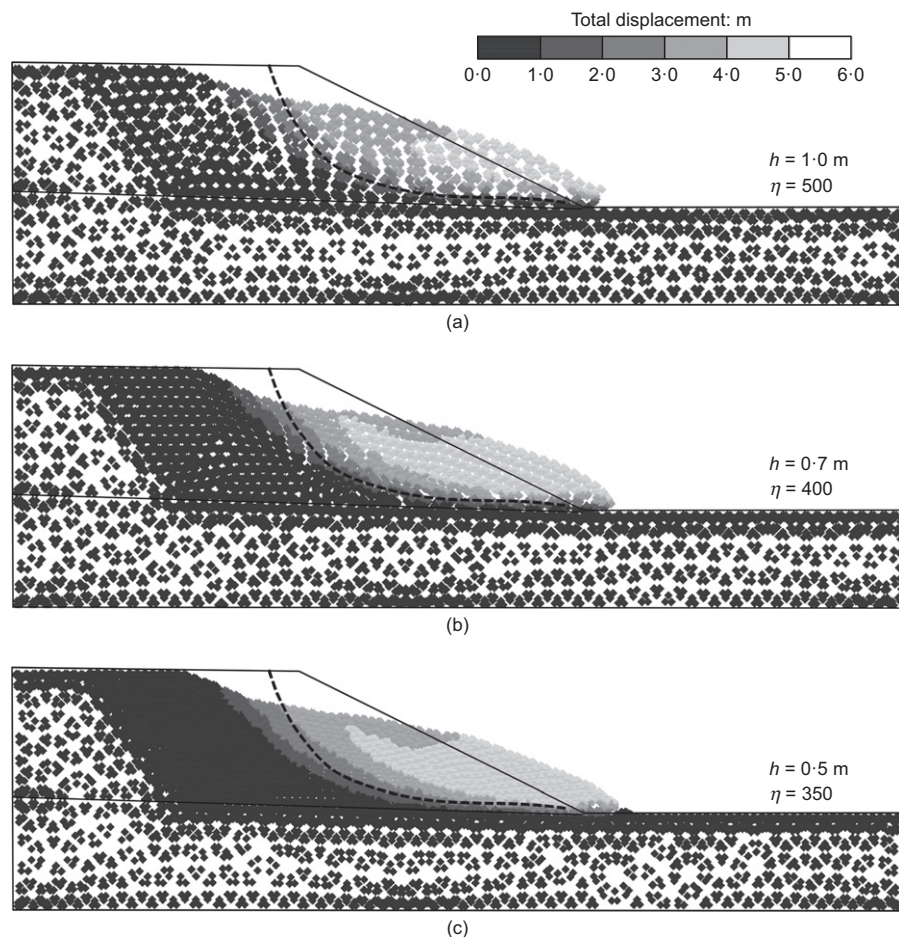 Total displacement: m
0·0 1·0 2·0 3·0 4·0 5·0 6·0
h = 1·0 m
η = 500
(a)
h = 0·7 m
η = 400
(b)
h = 0·5 m
η = 350
(c)